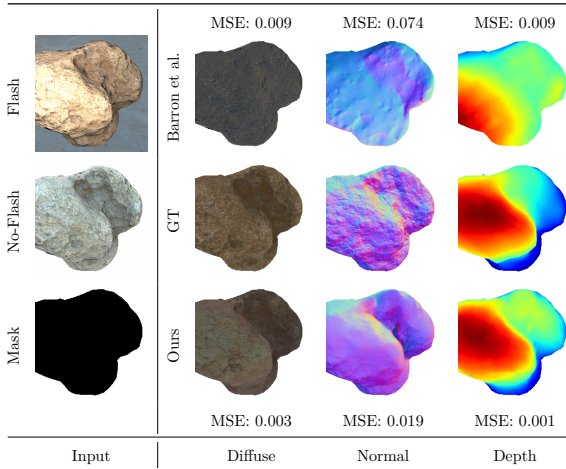 MSE: 0.009 MSE: 0.074 MSE: 0.009
Flash
Barron et al.
No-Flash
GT
Mask
Ours
MSE: 0.003 MSE: 0.019 MSE: 0.001
Input Diffuse Normal Depth